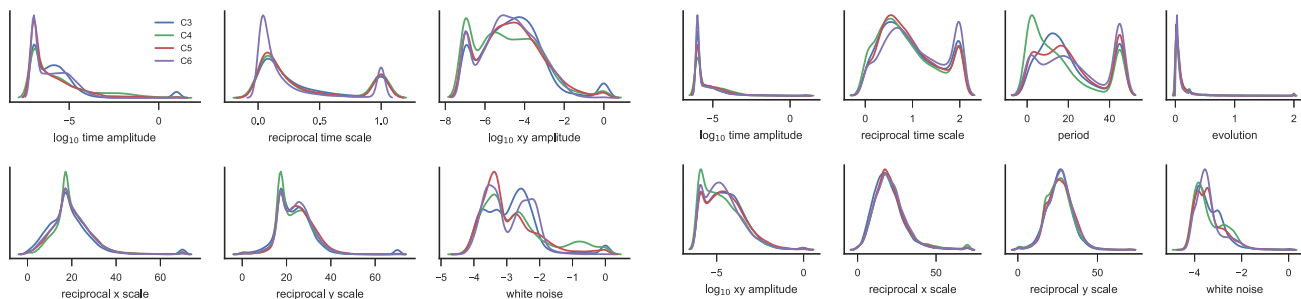 C3
C4
C5
C6
−5 0
log10 time amplitude
0.0 0.5 1.0
reciprocal time scale
−8 −6 −4 −2 0
log10 xy amplitude
−5 0
log10 time amplitude
0 1 2
reciprocal time scale
0 20 40
period
0 1 2
evolution
0 20 40 60
reciprocal x scale
0 20 40 60
reciprocal y scale
−5 −4 −3 −2 −1 0
white noise
−5 0
log10 xy amplitude
0 50
reciprocal x scale
0 50
reciprocal y scale
−4 −2 0
white noise